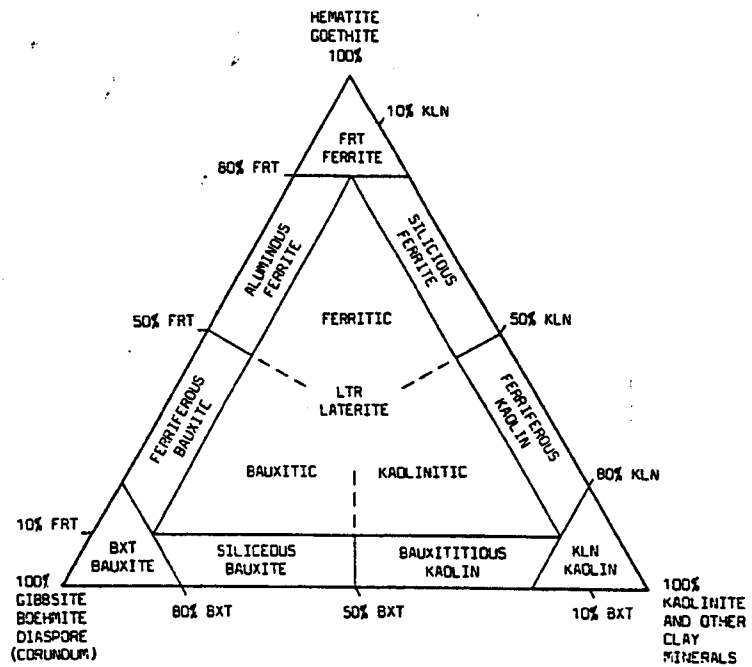 HEMATITE
GOETHITE
100%
10% KLN
FRT
FERRITE
80% FRT
ALUMINOUS
FERRITE
SILICIOUS
FERRITE
50% FRT
FERRITIC
50% KLN
LTR
LATERITE
FERRIFEROUS
BAUXITE
FERRIFEROUS
KAOLIN
BAUXITIC
KAOLINITIC
80% KLN
10% FRT
BXT
BAUXITE
SILICEOUS
BAUXITE
BAUXITITIOUS
KAOLIN
KLN
KAOLIN
100%
GIBBSITE
BOEHMITE
DIASPORE
(CORUNDUM)
80% BXT
50% BXT
10% BXT
100%
KAOLINITE
AND OTHER
CLAY
MINERALS